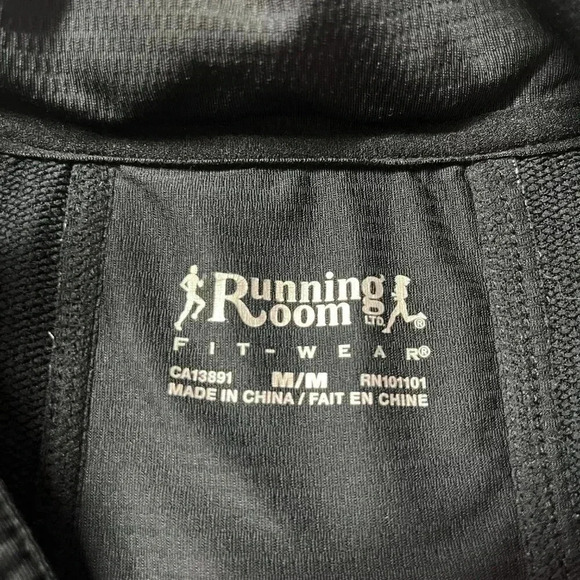 Running
Room LTD.®
FIT-WEAR®
CA13891 M/M RN101101
MADE IN CHINA / FAIT EN CHINE